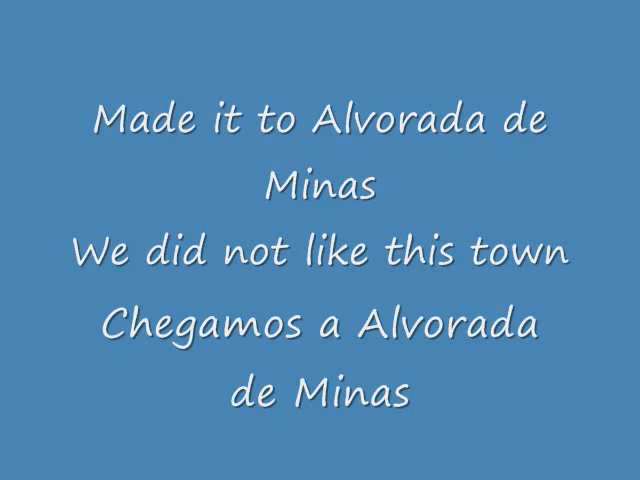 Made it to Alvorada de
Minas
We did not like this town
Chegamos a Alvorada
de Minas